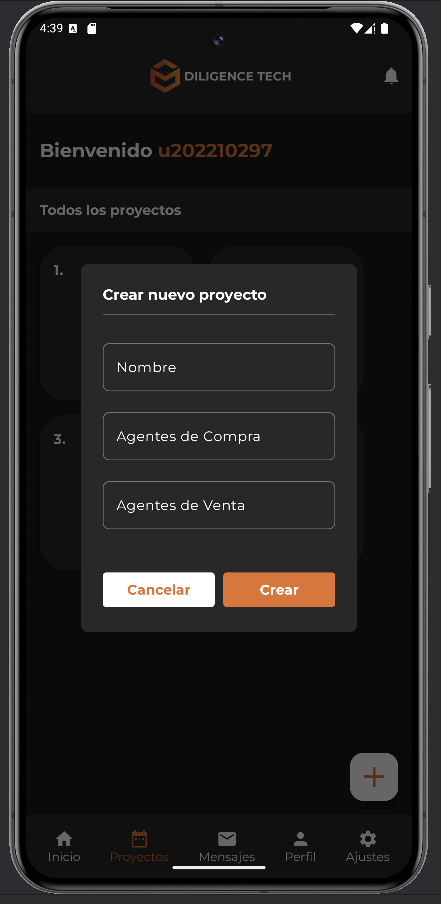 4:39
DILIGENCE TECH
Bienvenido u202210297
Todos los proyectos
1.
Crear nuevo proyecto
Nombre
3.
Agentes de Compra
Agentes de Venta
Cancelar Crear
Inicio Proyectos Mensajes Perfil Ajustes